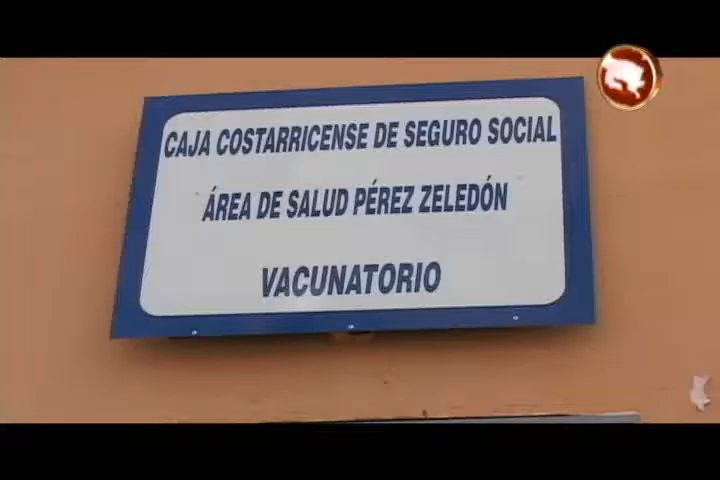 CAJA COSTARRICENSE DE SEGURO SOCIAL
ÁREA DE SALUD PÉREZ ZELEDÓN
VACUNATORIO